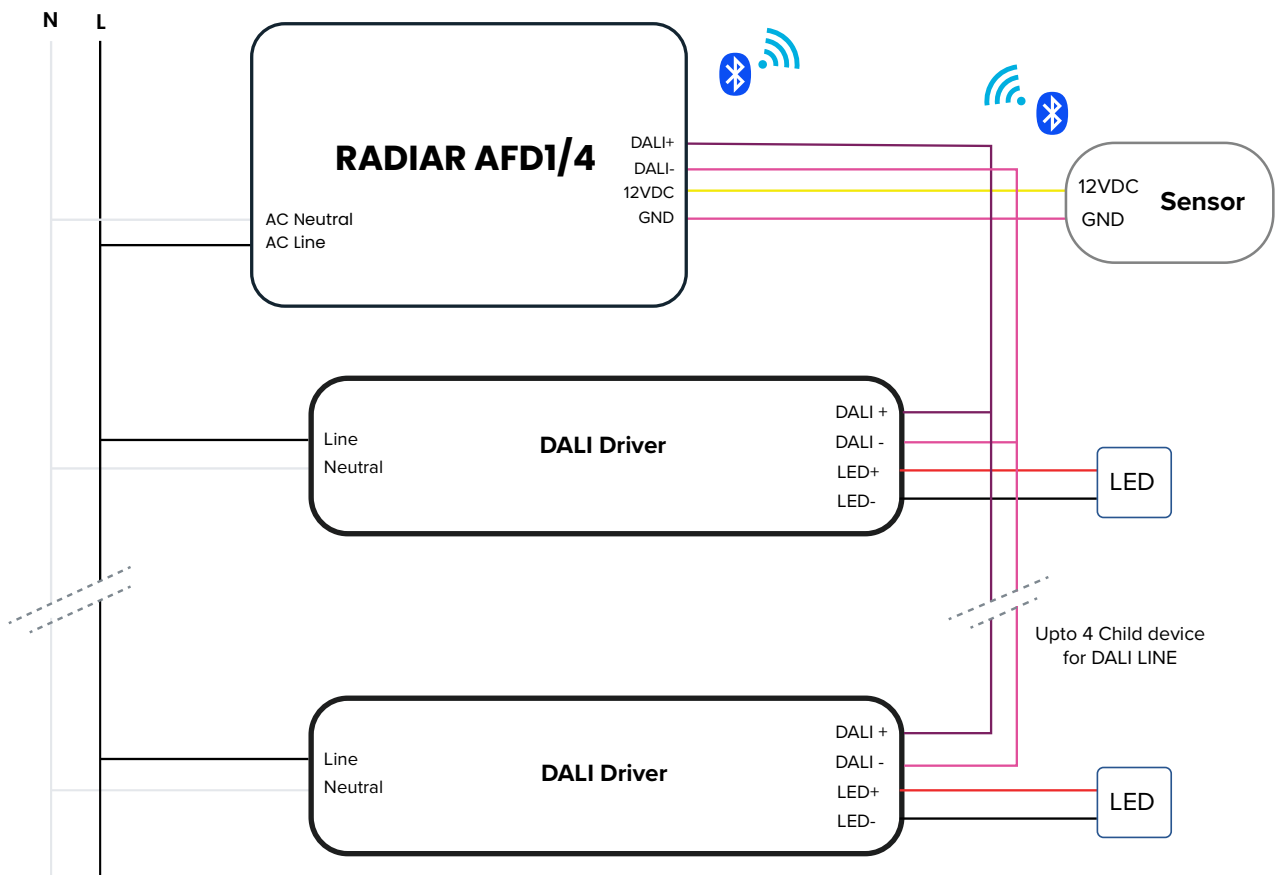 N
L
RADIAR AFD1/4
DALI+
DALI-
12VDC
GND
AC Neutral
AC Line
12VDC
GND
Sensor
Line
Neutral
DALI Driver
DALI +
DALI -
LED+
LED-
LED
Upto 4 Child device
for DALI LINE
Line
Neutral
DALI Driver
DALI +
DALI -
LED+
LED-
LED